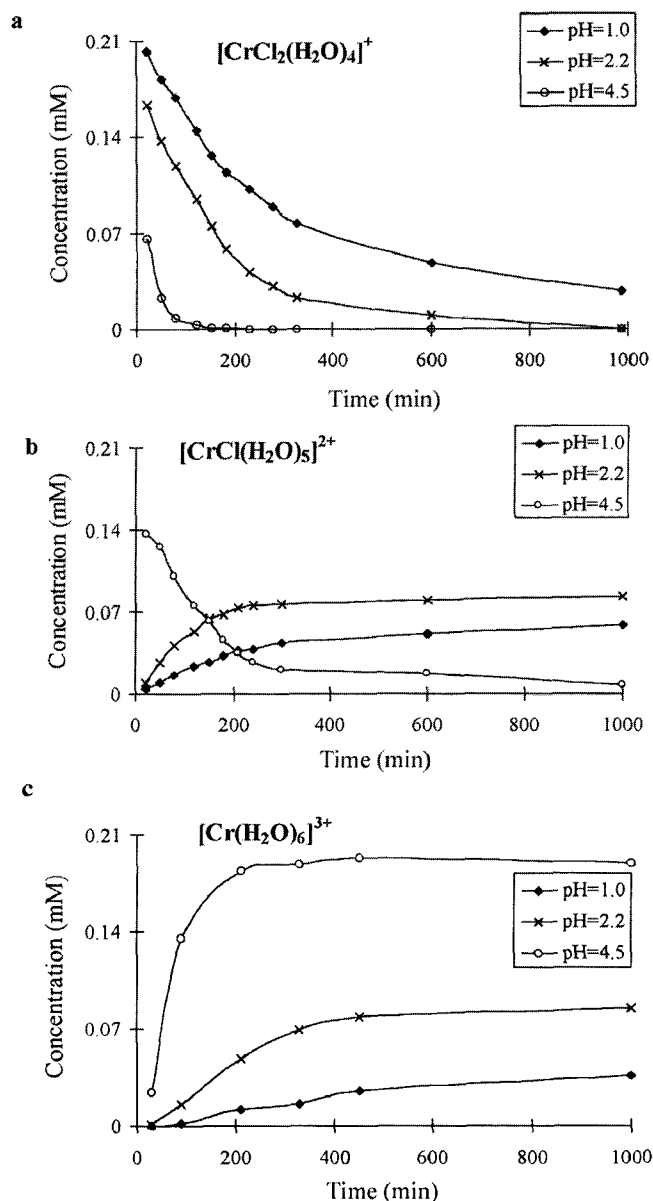 a
[CrCl₂(H₂O)₄]⁺
pH=1.0
pH=2.2
pH=4.5
Concentration (mM)
0.21
0.14
0.07
0
0 200 400 600 800 1000
Time (min)
b
[CrCl(H₂O)₅]²⁺
pH=1.0
pH=2.2
pH=4.5
Concentration (mM)
0.21
0.14
0.07
0
0 200 400 600 800 1000
Time (min)
c
[Cr(H₂O)₆]³⁺
pH=1.0
pH=2.2
pH=4.5
Concentration (mM)
0.21
0.14
0.07
0
0 200 400 600 800 1000
Time (min)